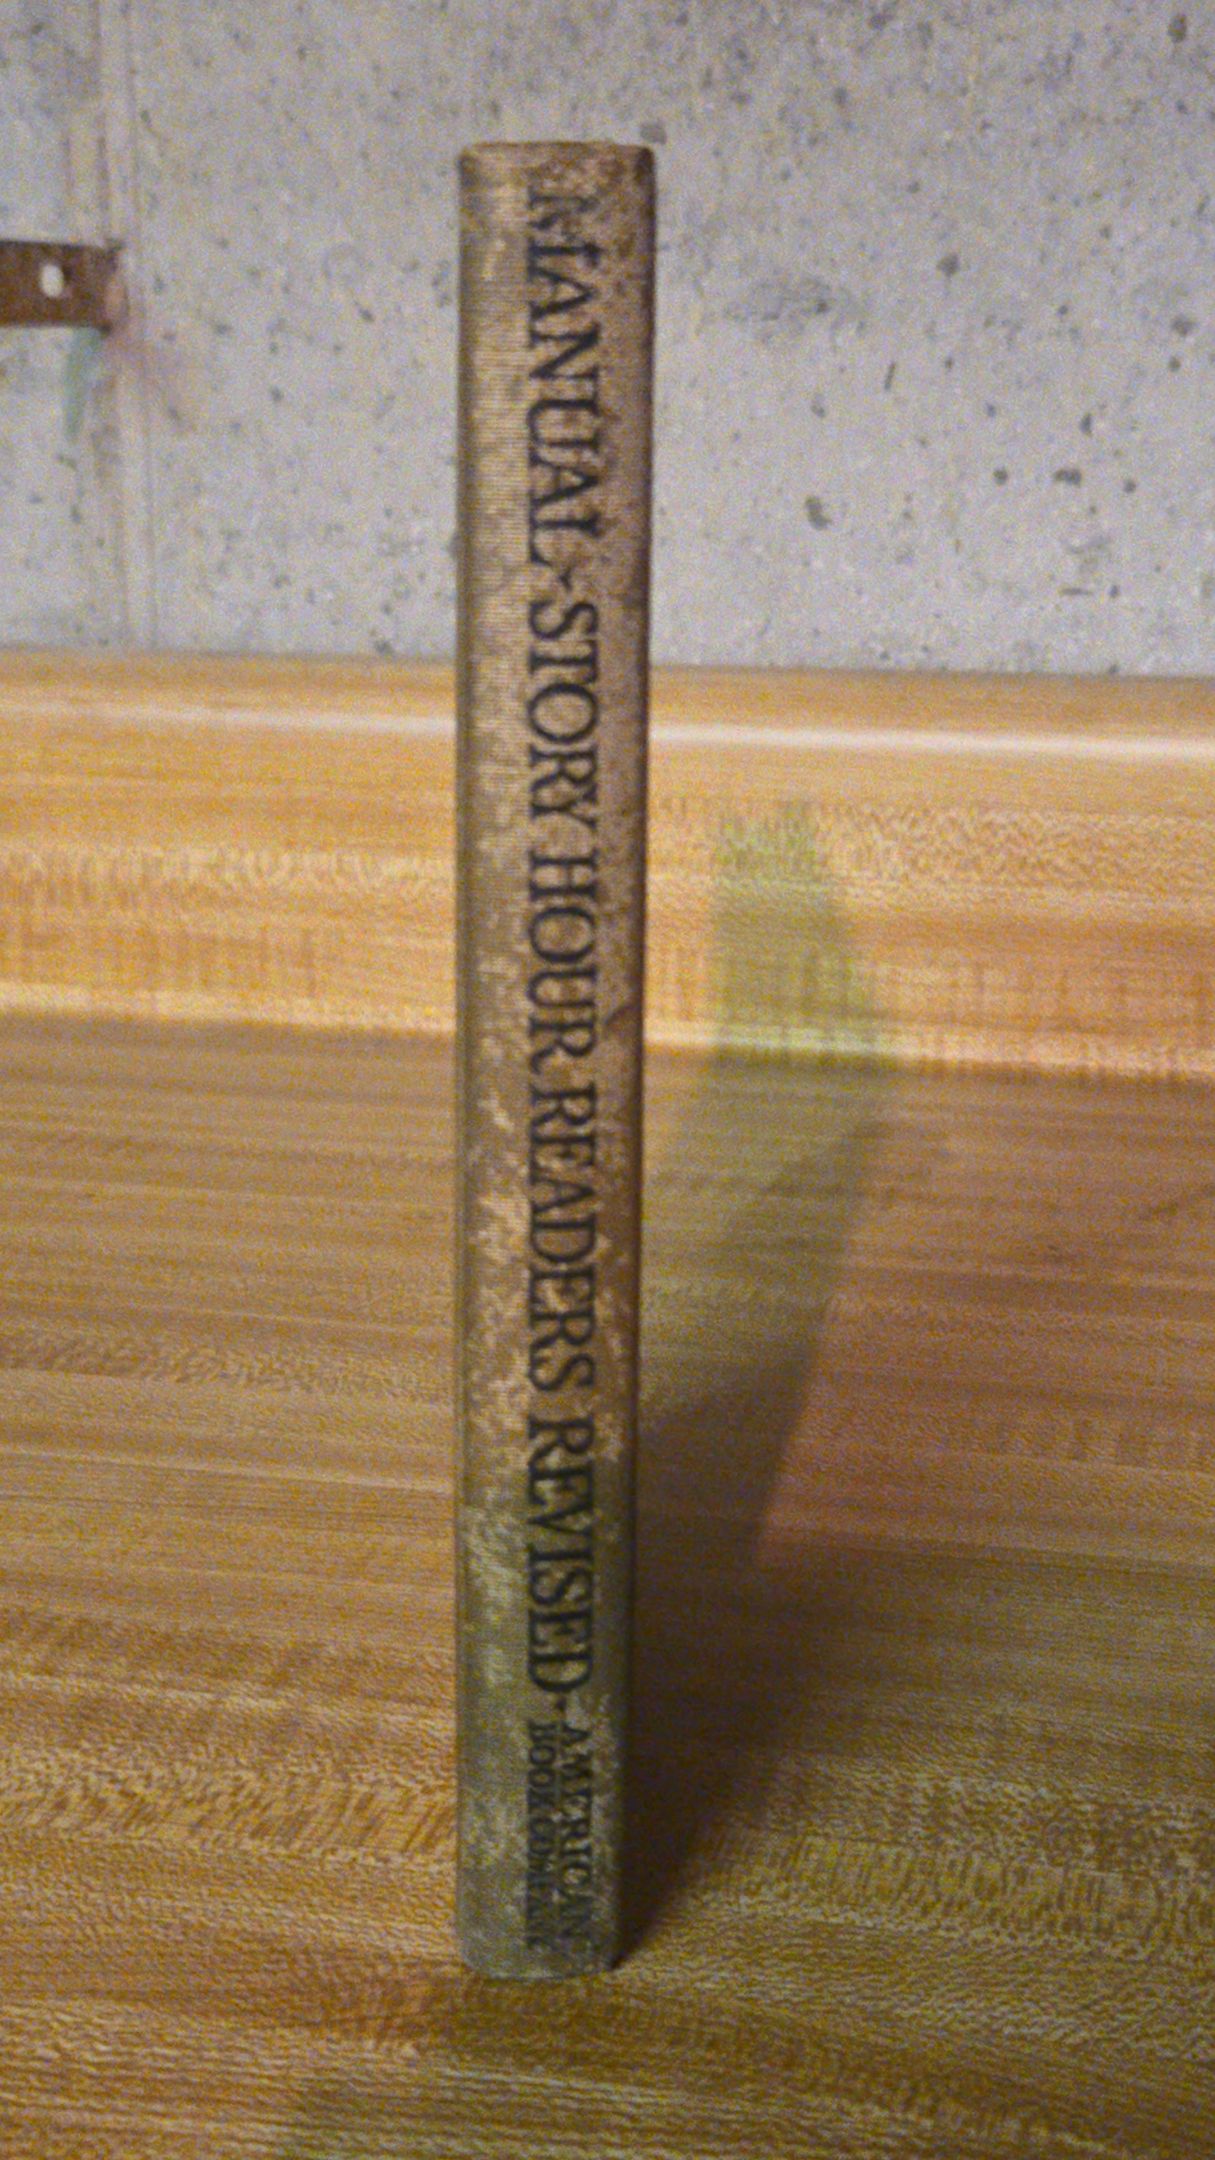 MANUAL · STORY HOUR READERS REVISED ·
AMERICAN
BOOK COMPANY